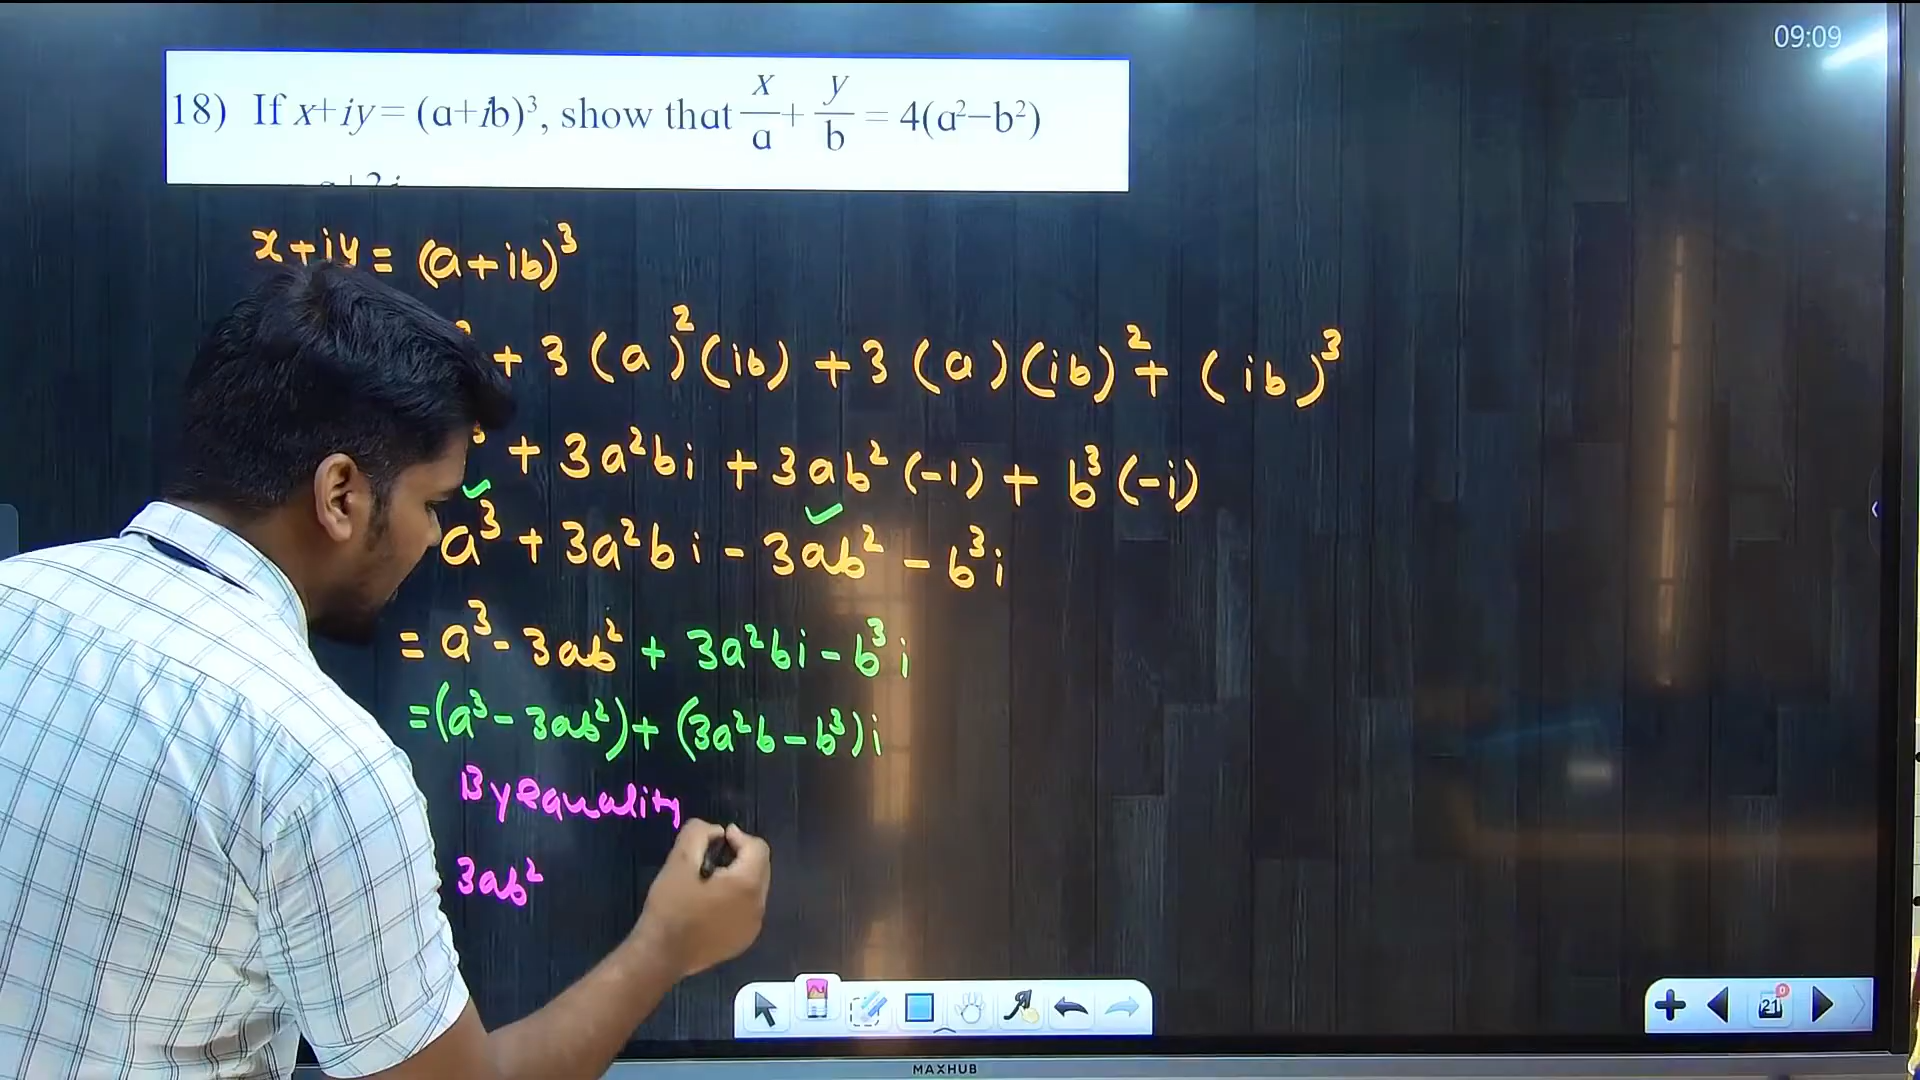 09:09
18) If x+iy= (a+ib)³, show that x/a + y/b = 4(a²−b²)
x+iy = (a+ib)³
+ 3(a)²(ib) + 3(a)(ib)² + (ib)³
+ 3a²bi + 3ab²(-1) + b³(-i)
a³ + 3a²bi - 3ab² - b³i
= a³ - 3ab² + 3a²bi - b³i
= (a³ - 3ab²) + (3a²b - b³)i
By equality
3ab²
21
0
MAXHUB